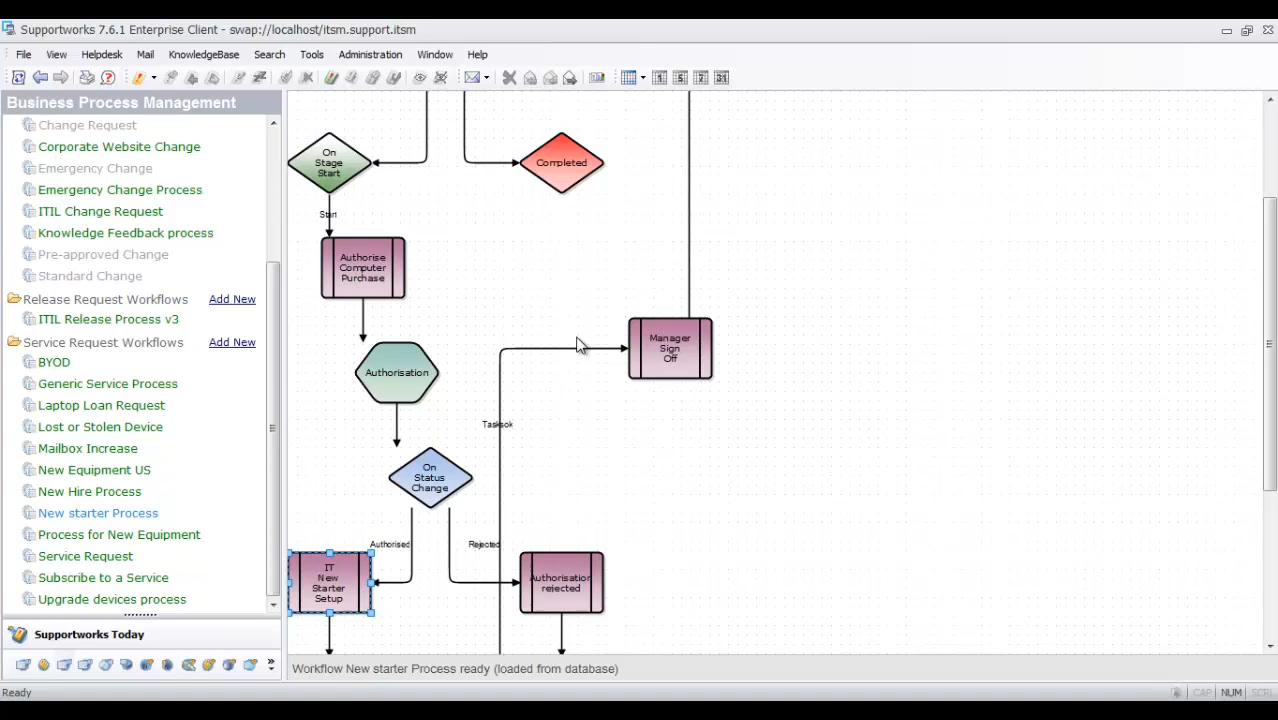 Supportworks 7.6.1 Enterprise Client - swap://localhost/itsm.support.itsm
File View Helpdesk Mail KnowledgeBase Search Tools Administration Window Help
1 5 7 31
Business Process Management
Change Request
Corporate Website Change
Emergency Change
Emergency Change Process
ITIL Change Request
Knowledge Feedback process
Pre-approved Change
Standard Change
Release Request Workflows Add New
ITIL Release Process v3
Service Request Workflows Add New
BYOD
Generic Service Process
Laptop Loan Request
Lost or Stolen Device
Mailbox Increase
New Equipment US
New Hire Process
New starter Process
Process for New Equipment
Service Request
Subscribe to a Service
Upgrade devices process
Supportworks Today
On
Stage
Start
Completed
Start
Authorise
Computer
Purchase
Manager
Sign
Off
Authorisation
Tasksok
On
Status
Change
Authorised
Rejected
IT
New
Starter
Setup
Authorisation
rejected
Workflow New starter Process ready (loaded from database)
Ready
CAP NUM SCRL